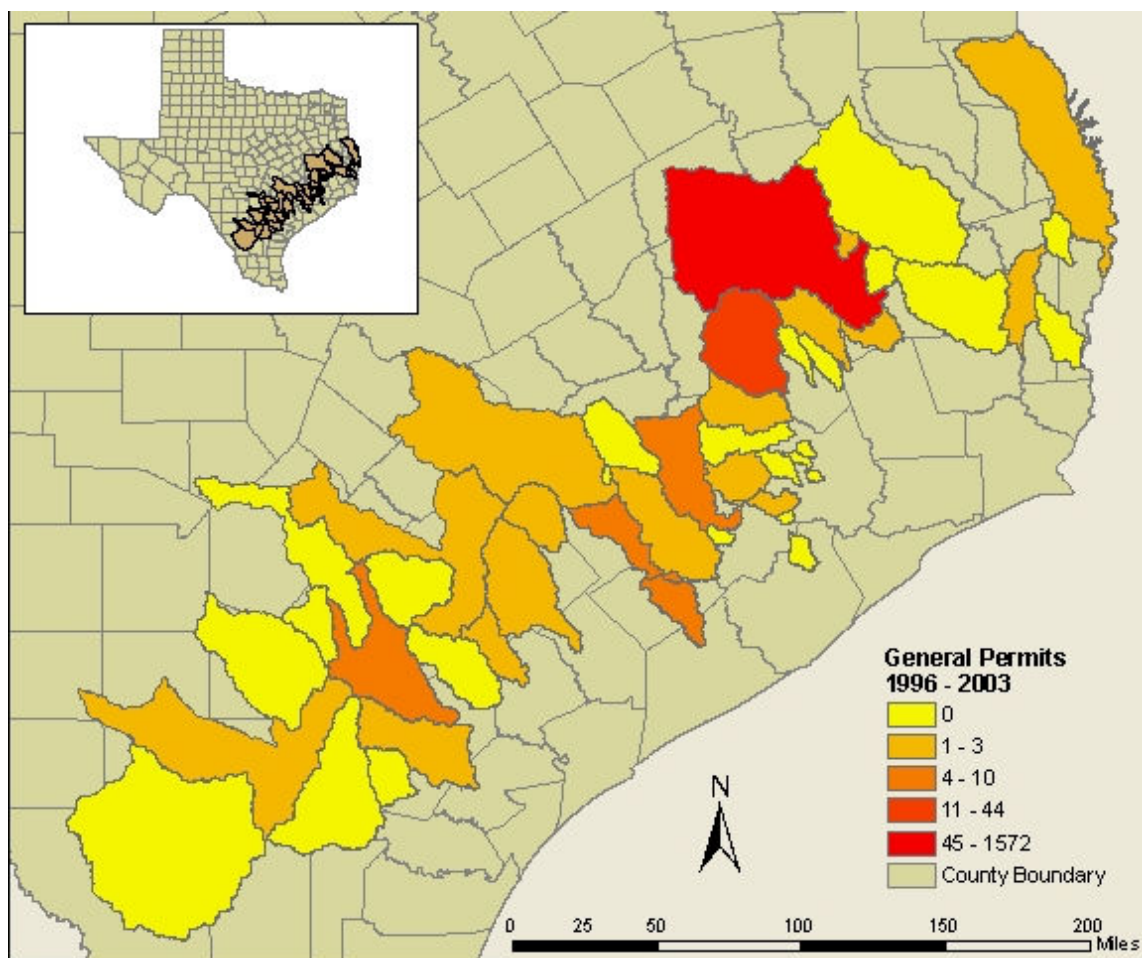 General Permits
1996 - 2003
0
1 - 3
4 - 10
11 - 44
45 - 1572
County Boundary
N
0 25 50 100 150 200
Miles